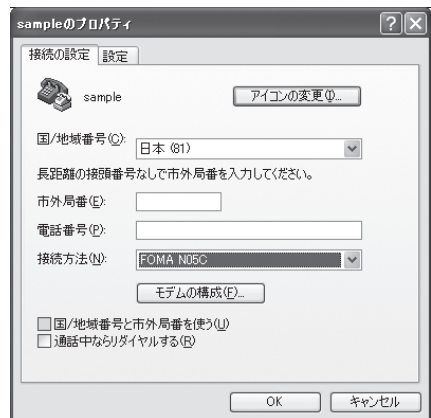 sampleのプロパティ
接続の設定 設定
sample アイコンの変更(I)...
国/地域番号(C): 日本 (81)
長距離の接頭番号なしで市外局番を入力してください。
市外局番(E):
電話番号(P):
接続方法(N): FOMA N05C
モデムの構成(F)...
国/地域番号と市外局番を使う(U)
通話中ならリダイヤルする(R)
OK キャンセル